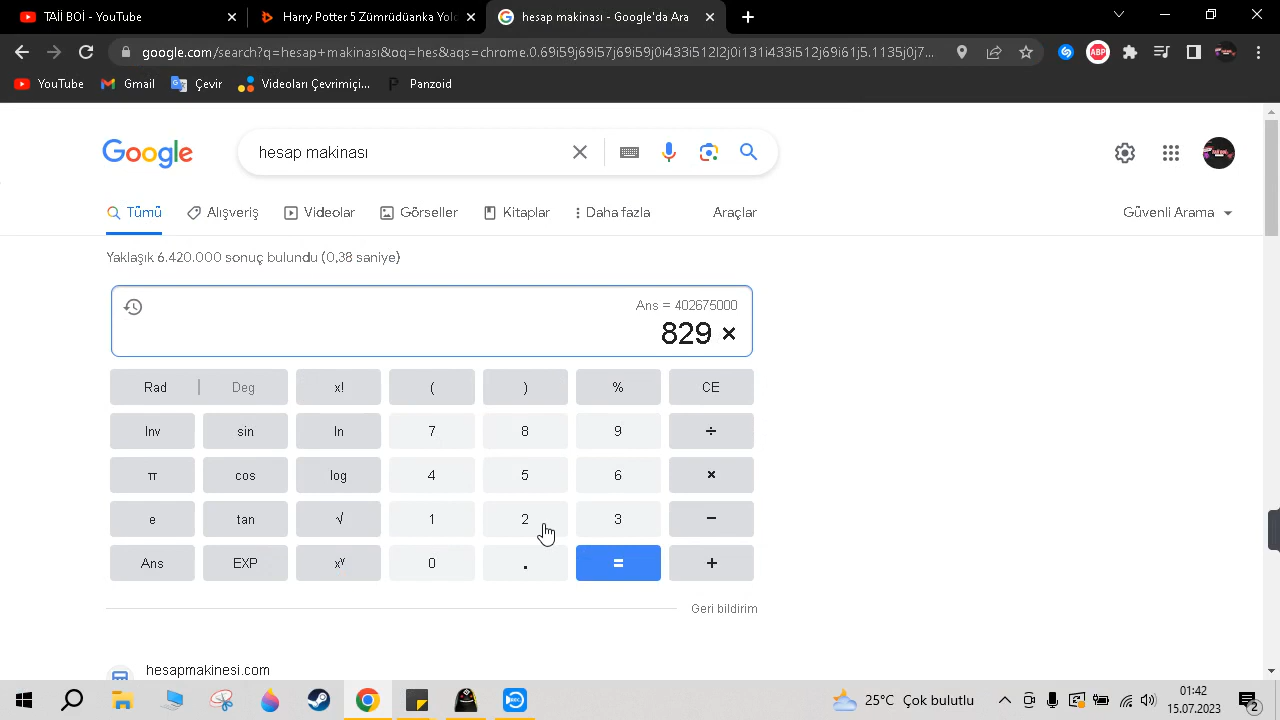 TAİİ BOİ - YouTube
Harry Potter 5 Zümrüdüanka Yolc
hesap makinası - Google'da Ara
google.com/search?q=hesap+makinası&oq=hes&aqs=chrome.0.69i59j69i57j69i59j0i433i512l2j0i131i433i512j69i61j5.1135j0j7...
YouTube
Gmail
Çevir
Videoları Çevrimiçi...
Panzoid
ABP
Google
hesap makinası
Tümü
Alışveriş
Videolar
Görseller
Kitaplar
Daha fazla
Araçlar
Güvenli Arama
Yaklaşık 6.420.000 sonuç bulundu (0,38 saniye)
Ans = 402675000
829 ×
Rad | Deg x! ( ) % CE
Inv sin ln 7 8 9 ÷
π cos log 4 5 6 ×
e tan √ 1 2 3 −
Ans EXP xʸ 0 . = +
Geri bildirim
hesapmakinesi.com
25°C Çok bulutlu
01:42
15.07.2023
2